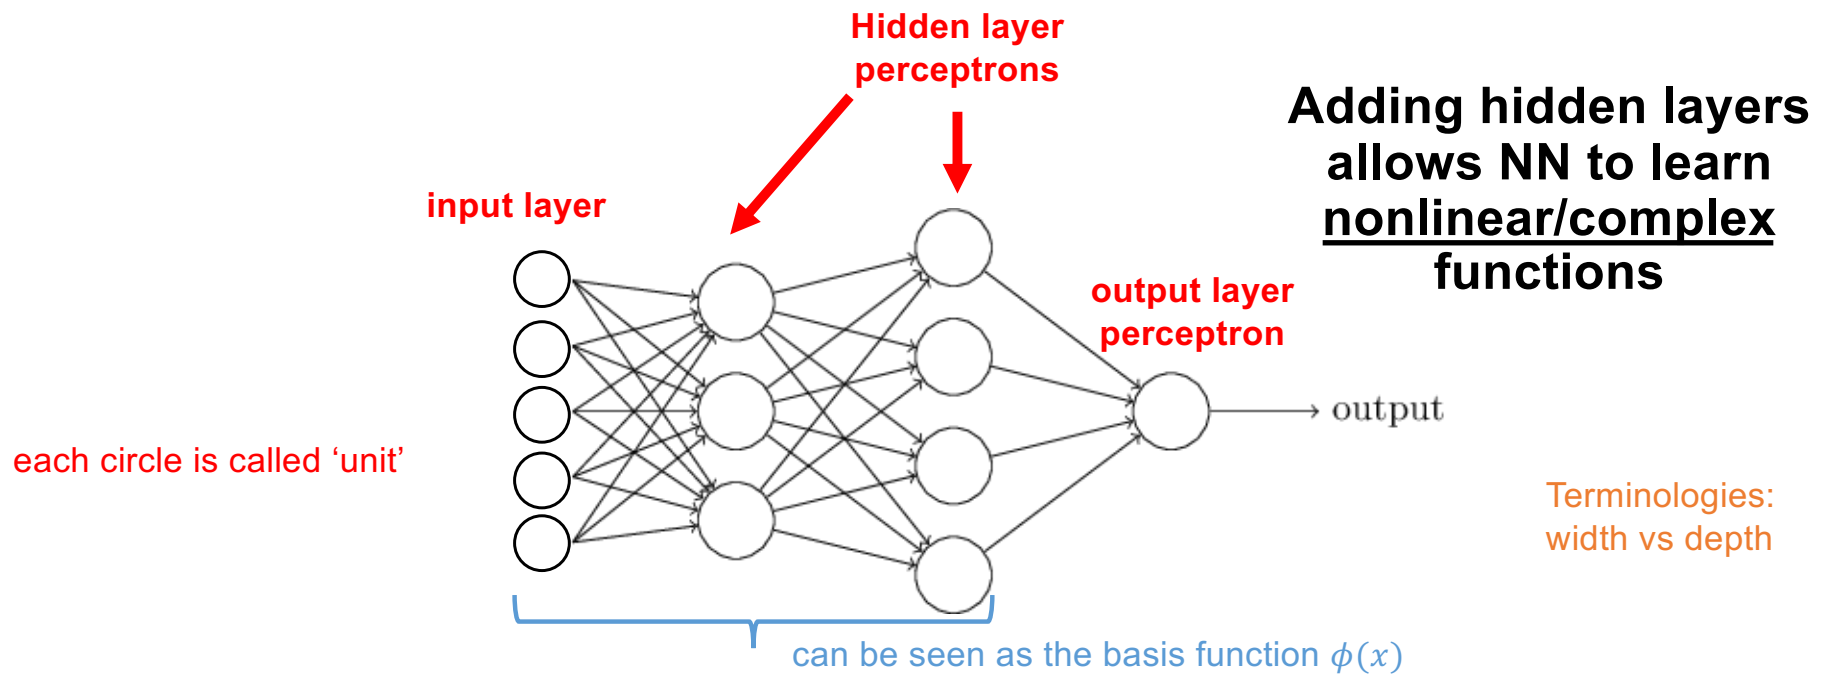 Hidden layer
perceptrons
Adding hidden layers
allows NN to learn
nonlinear/complex
functions
input layer
output layer
perceptron
output
each circle is called ‘unit’
Terminologies:
width vs depth
can be seen as the basis function ϕ(x)